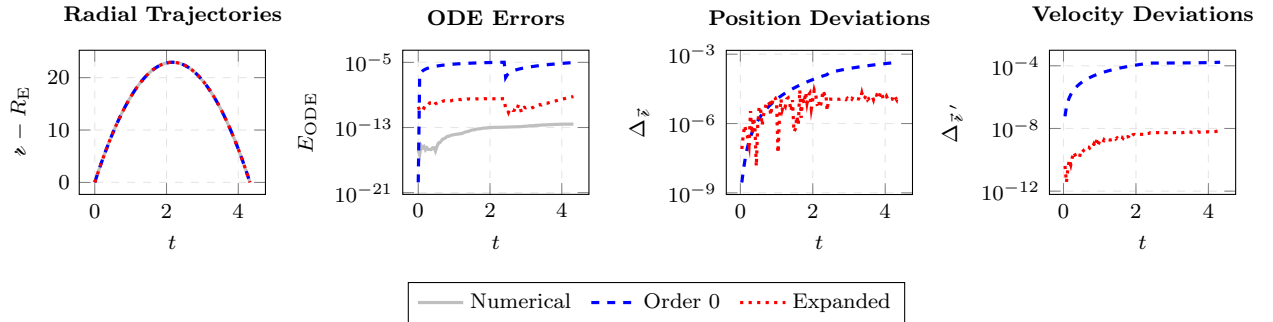 Radial Trajectories
ODE Errors
Position Deviations
Velocity Deviations
20
10
0
0 2 4
t
𝓇 − R_E
10^−5
10^−13
10^−21
0 2 4
t
E_ODE
10^−3
10^−6
10^−9
0 2 4
t
10^−4
10^−8
10^−12
0 2 4
t
Numerical
Order 0
Expanded